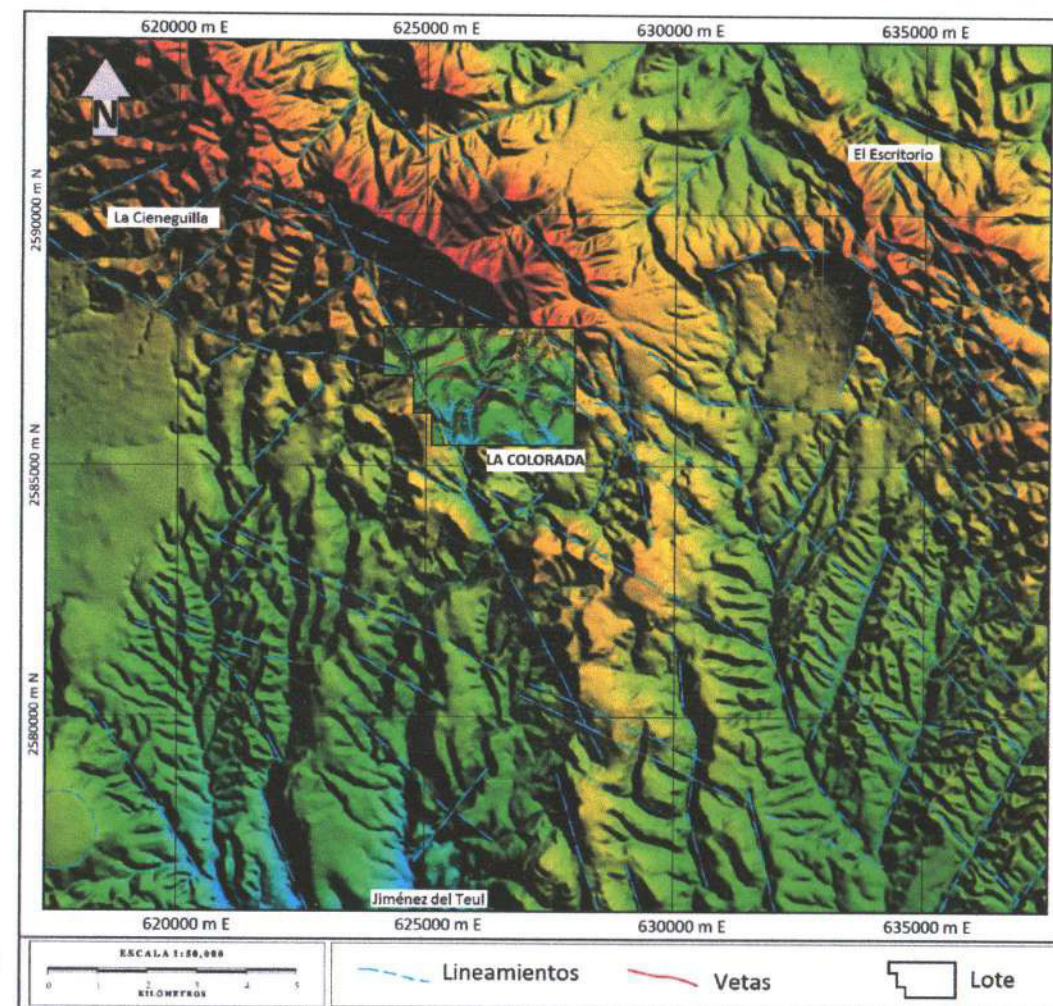 620000 m E
625000 m E
630000 m E
635000 m E
N
El Escritorio
2590000 m N
La Cieneguilla
LA COLORADA
2585000 m N
2580000 m N
Jiménez del Teul
620000 m E
625000 m E
630000 m E
635000 m E
ESCALA 1:50,000
0 1 2 3 4 5
KILÓMETROS
Lineamientos
Vetas
Lote